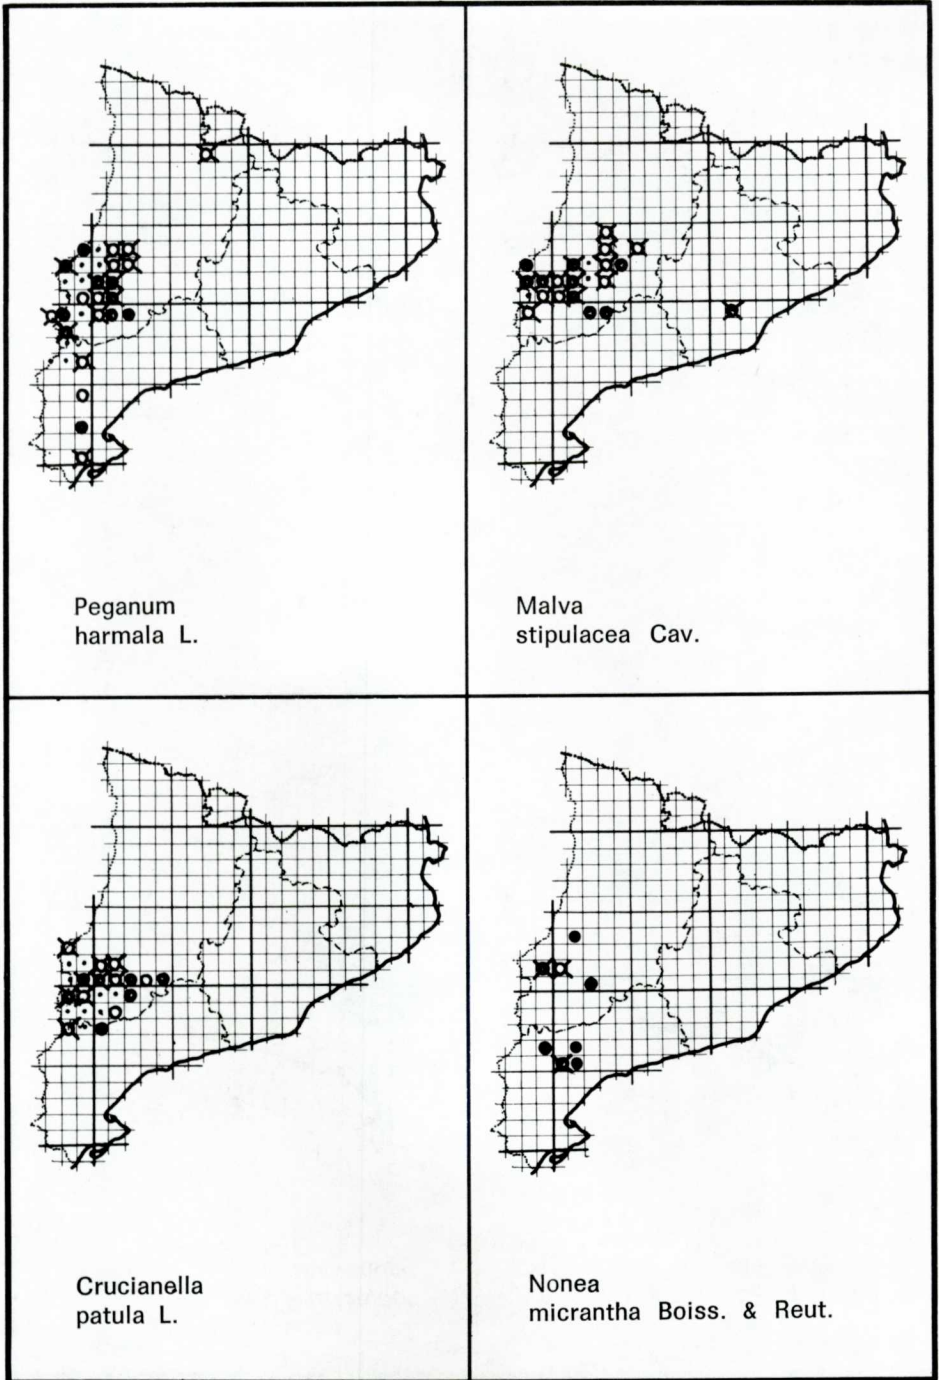 Peganum
harmala L.
Malva
stipulacea Cav.
Crucianella
patula L.
Nonea
micrantha Boiss. & Reut.